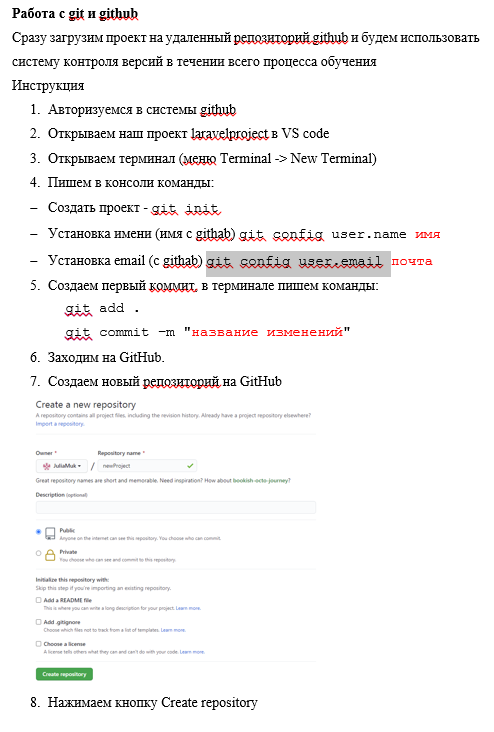 Работа с git и github
Сразу загрузим проект на удаленный репозиторий github и будем использовать
систему контроля версий в течении всего процесса обучения
Инструкция
1. Авторизуемся в системы github
2. Открываем наш проект laravelproject в VS code
3. Открываем терминал (меню Terminal -> New Terminal)
4. Пишем в консоли команды:
– Создать проект - git init
– Установка имени (имя с githab) git config user.name имя
– Установка email (с githab) git config user.email почта
5. Создаем первый коммит, в терминале пишем команды:
git add .
git commit -m "название изменений"
6. Заходим на GitHub.
7. Создаем новый репозиторий на GitHub
Create a new repository
A repository contains all project files, including the revision history. Already have a project repository elsewhere?
Import a repository.
Owner * Repository name *
JuliaMuk / newProject
Great repository names are short and memorable. Need inspiration? How about bookish-octo-journey?
Description (optional)
Public
Anyone on the internet can see this repository. You choose who can commit.
Private
You choose who can see and commit to this repository.
Initialize this repository with:
Skip this step if you're importing an existing repository.
Add a README file
This is where you can write a long description for your project. Learn more.
Add .gitignore
Choose which files not to track from a list of templates. Learn more.
Choose a license
A license tells others what they can and can't do with your code. Learn more.
Create repository
8. Нажимаем кнопку Create repository